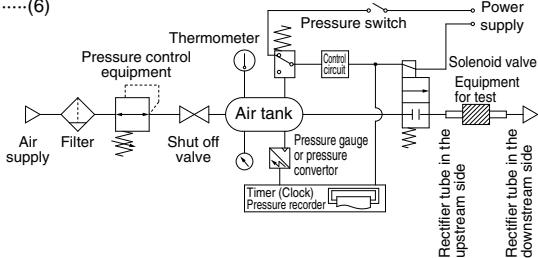 .....(6)
Thermometer
Pressure switch
Power
supply
Pressure control
equipment
Control
circuit
Solenoid valve
Equipment
for test
Air tank
Air
supply
Filter
Shut off
valve
Pressure gauge
or pressure
convertor
Timer (Clock)
Pressure recorder
Rectifier tube in the
upstream side
Rectifier tube in the
downstream side